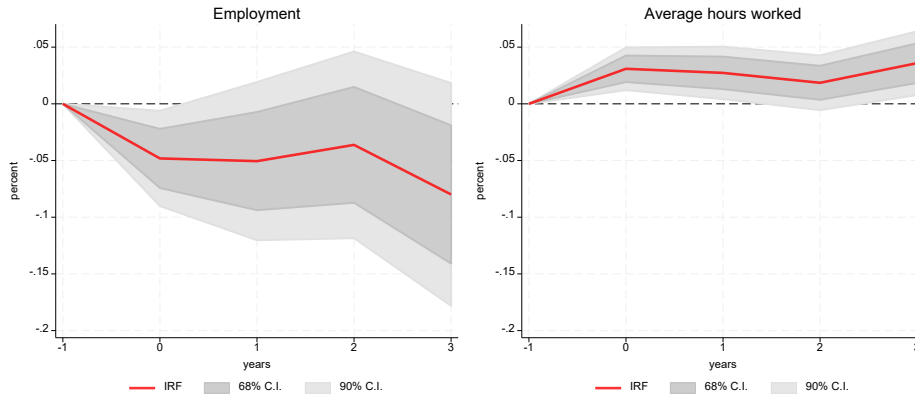 Employment
.05
0
-.05
-.1
-.15
-.2
percent
-1
0
1
2
3
years
IRF
68% C.I.
90% C.I.
Average hours worked
.05
0
-.05
-.1
-.15
-.2
percent
-1
0
1
2
3
years
IRF
68% C.I.
90% C.I.